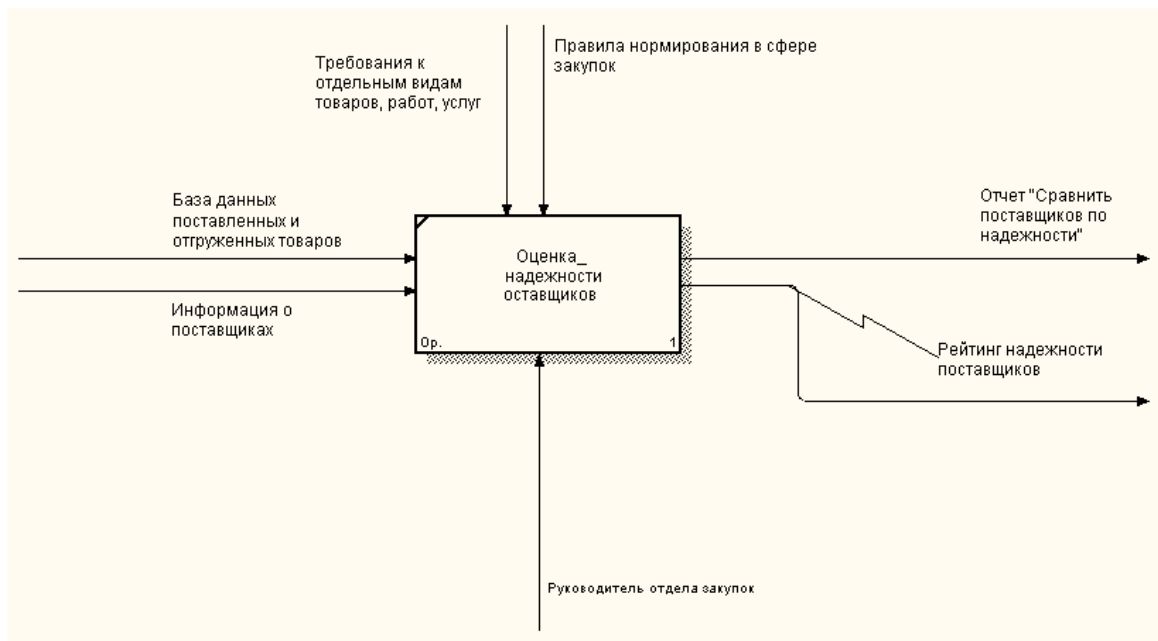 Требования к
отдельным видам
товаров, работ, услуг
Правила нормирования в сфере
закупок
База данных
поставленных и
отгруженных товаров
Информация о
поставщиках
Оценка_
надежности
оставщиков
0р.
1
Отчет "Сравнить
поставщиков по
надежности"
Рейтинг надежности
поставщиков
Руководитель отдела закупок